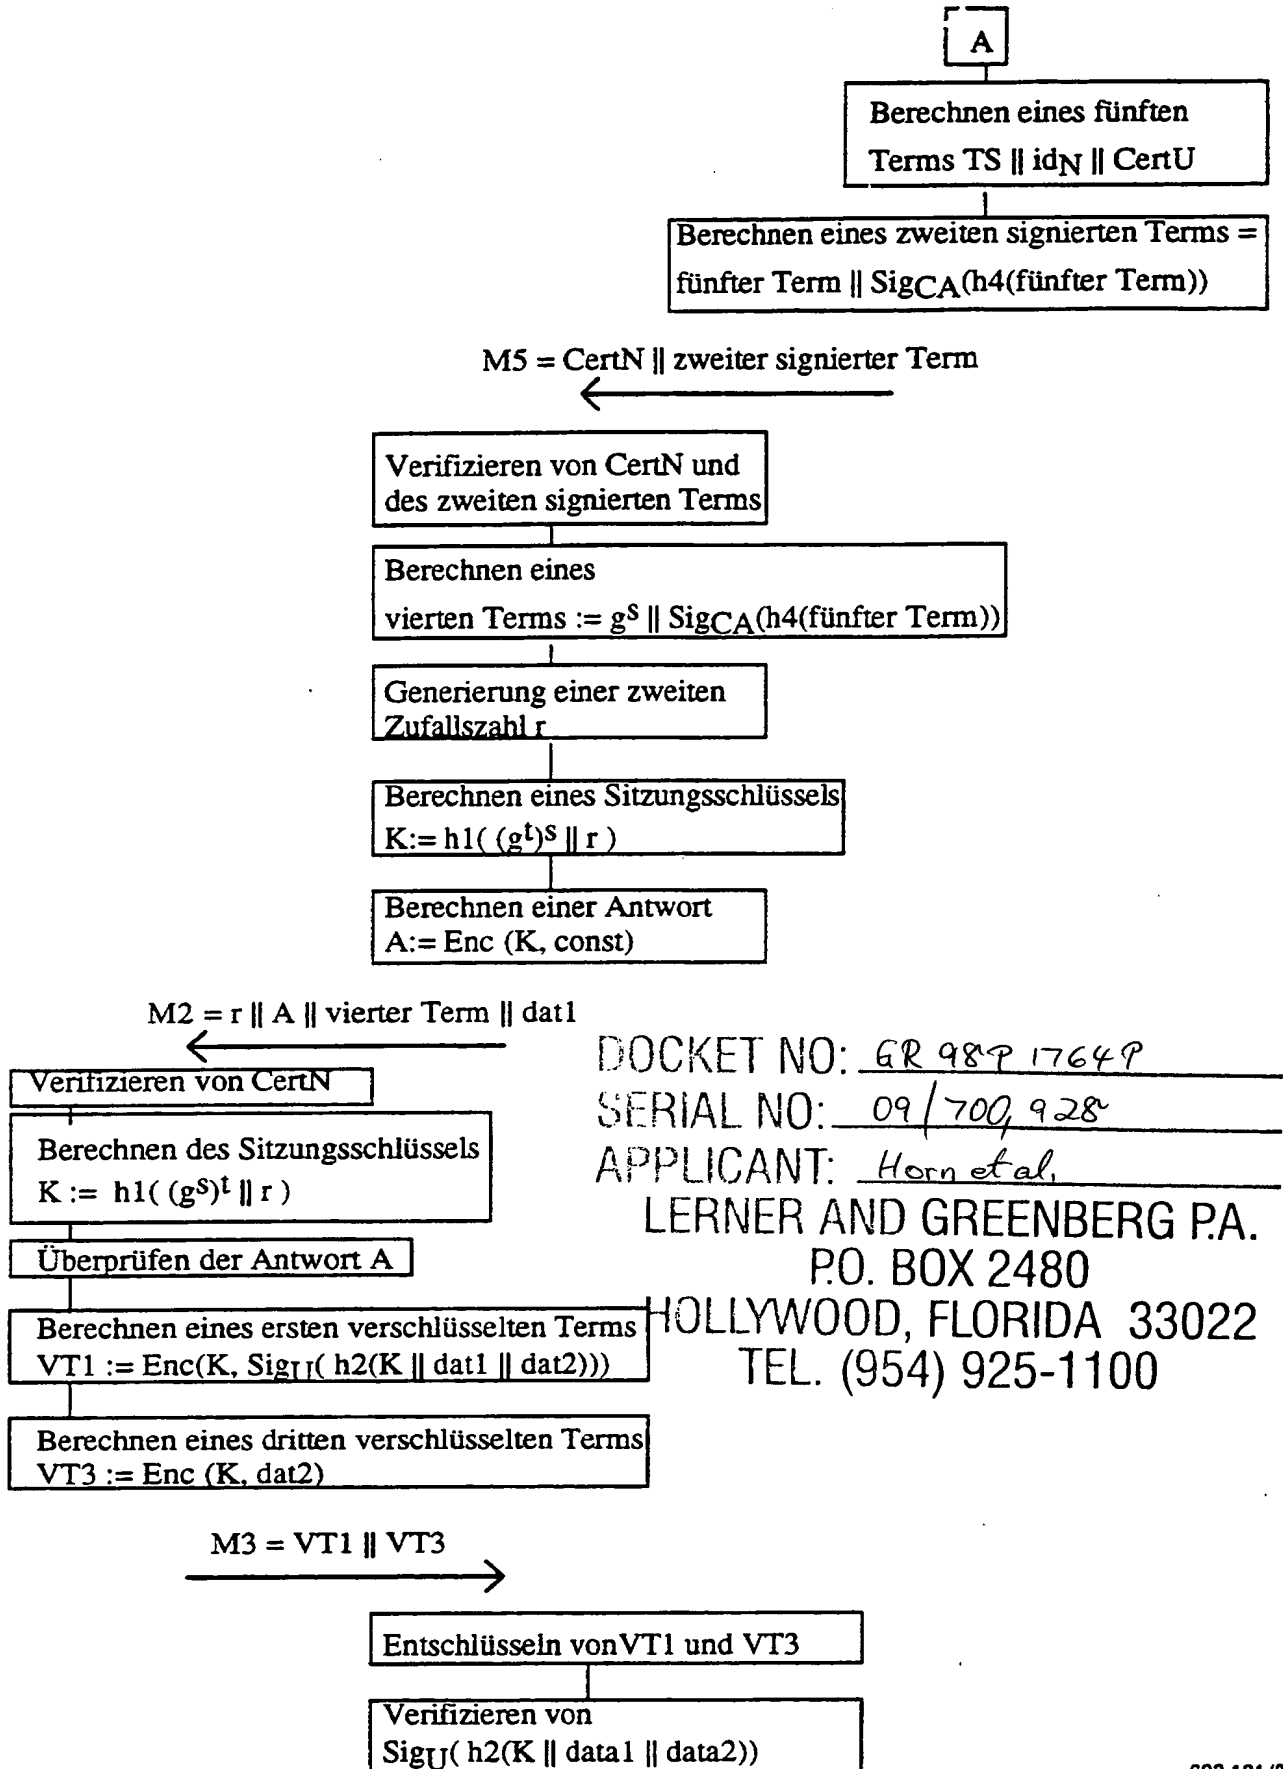 A
Berechnen eines fünften
Terms TS || idN || CertU
Berechnen eines zweiten signierten Terms =
fünfter Term || SigCA(h4(fünfter Term))
M5 = CertN || zweiter signierter Term
Verifizieren von CertN und
des zweiten signierten Terms
Berechnen eines
vierten Terms := gs || SigCA(h4(fünfter Term))
Generierung einer zweiten
Zufallszahl r
Berechnen eines Sitzungsschlüssels
K:= h1( (gt)s || r )
Berechnen einer Antwort
A:= Enc (K, const)
M2 = r || A || vierter Term || dat1
Verifizieren von CertN
Berechnen des Sitzungsschlüssels
K := h1( (gs)t || r )
Überprüfen der Antwort A
Berechnen eines ersten verschlüsselten Terms
VT1 := Enc(K, SigU( h2(K || dat1 || dat2)))
Berechnen eines dritten verschlüsselten Terms
VT3 := Enc (K, dat2)
DOCKET NO: GR 98 P 1764 P
SERIAL NO: 09/700,928
APPLICANT: Horn et al.
LERNER AND GREENBERG P.A.
P.O. BOX 2480
HOLLYWOOD, FLORIDA 33022
TEL. (954) 925-1100
M3 = VT1 || VT3
Entschlüsseln von VT1 und VT3
Verifizieren von
SigU( h2(K || data1 || data2))